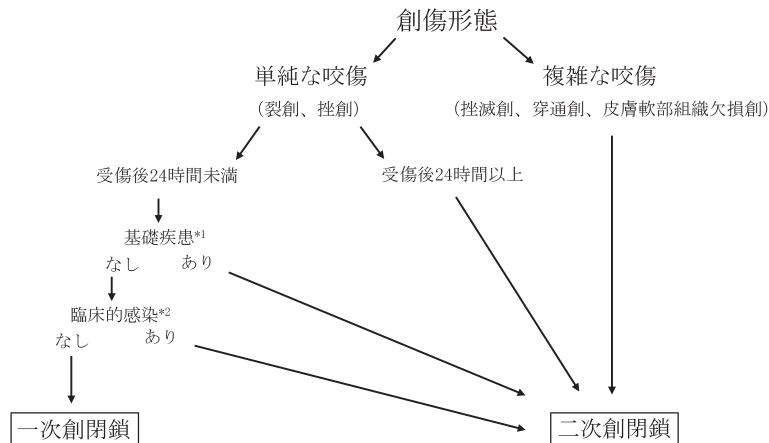 創傷形態
単純な咬傷
複雑な咬傷
（裂創、挫創）
（挫滅創、穿通創、皮膚軟部組織欠損創）
受傷後24時間未満
受傷後24時間以上
基礎疾患*1
なし
あり
臨床的感染*2
なし
あり
一次創閉鎖
二次創閉鎖